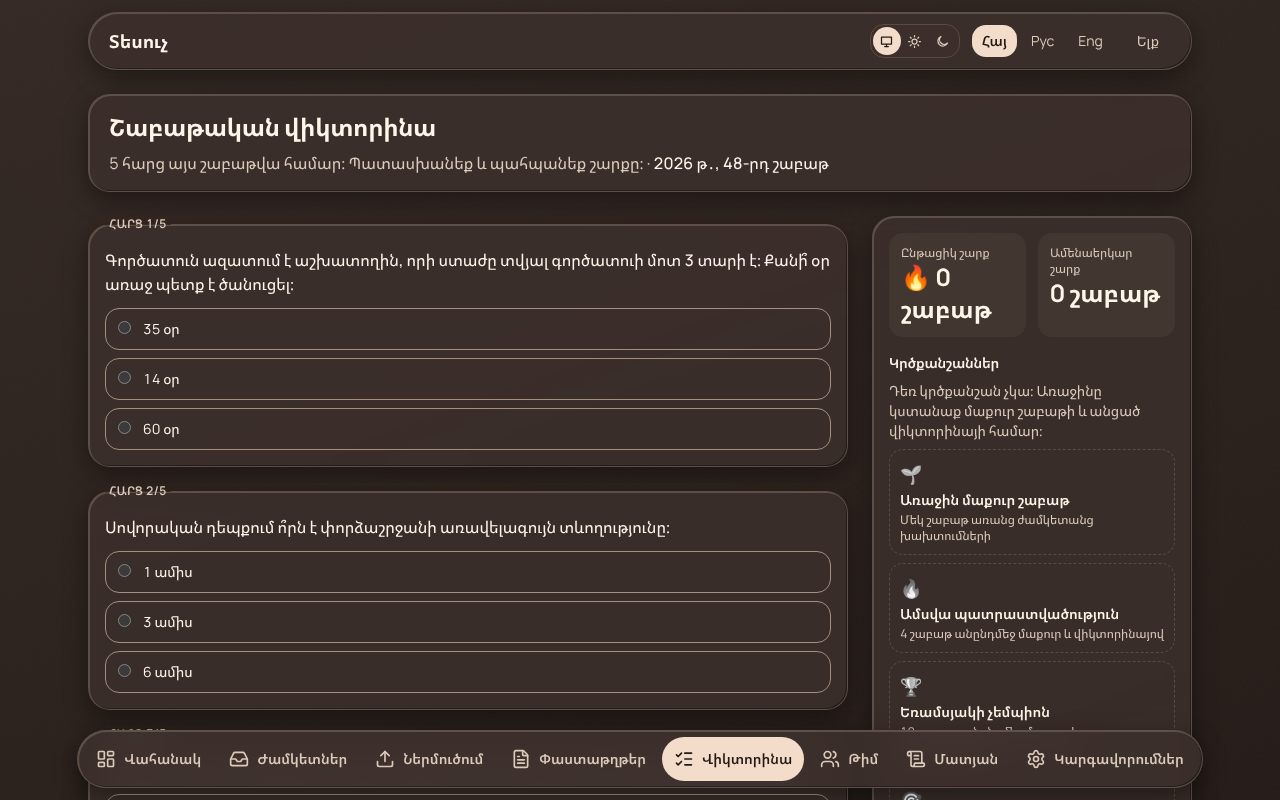 Տեսուչ
Հայ
Рус
Eng
Ելք
Շաբաթական վիկտորինա
5 հարց այս շաբաթվա համար: Պատասխանեք և պահպանեք շարքը: · 2026 թ., 48-րդ շաբաթ
ՀԱՐՑ 1/5
Գործատուն ազատում է աշխատողին, որի ստաժը տվյալ գործատուի մոտ 3 տարի է: Քանի՞ օր
առաջ պետք է ծանուցել:
35 օր
14 օր
60 օր
ՀԱՐՑ 2/5
Սովորական դեպքում ո՞րն է փորձաշրջանի առավելագույն տևողությունը:
1 ամիս
3 ամիս
6 ամիս
Ընթացիկ շարք
🔥 0
շաբաթ
Ամենաերկար
շարք
0 շաբաթ
Կրծքանշաններ
Դեռ կրծքանշան չկա: Առաջինը
կստանաք մաքուր շաբաթի և անցած
վիկտորինայի համար:
Առաջին մաքուր շաբաթ
Մեկ շաբաթ առանց ժամկետանց
խախտումների
Ամսվա պատրաստվածություն
4 շաբաթ անընդմեջ մաքուր և վիկտորինայով
Եռամսյակի չեմպիոն
Վահանակ
Ժամկետներ
Ներմուծում
Փաստաթղթեր
Վիկտորինա
Թիմ
Մատյան
Կարգավորումներ